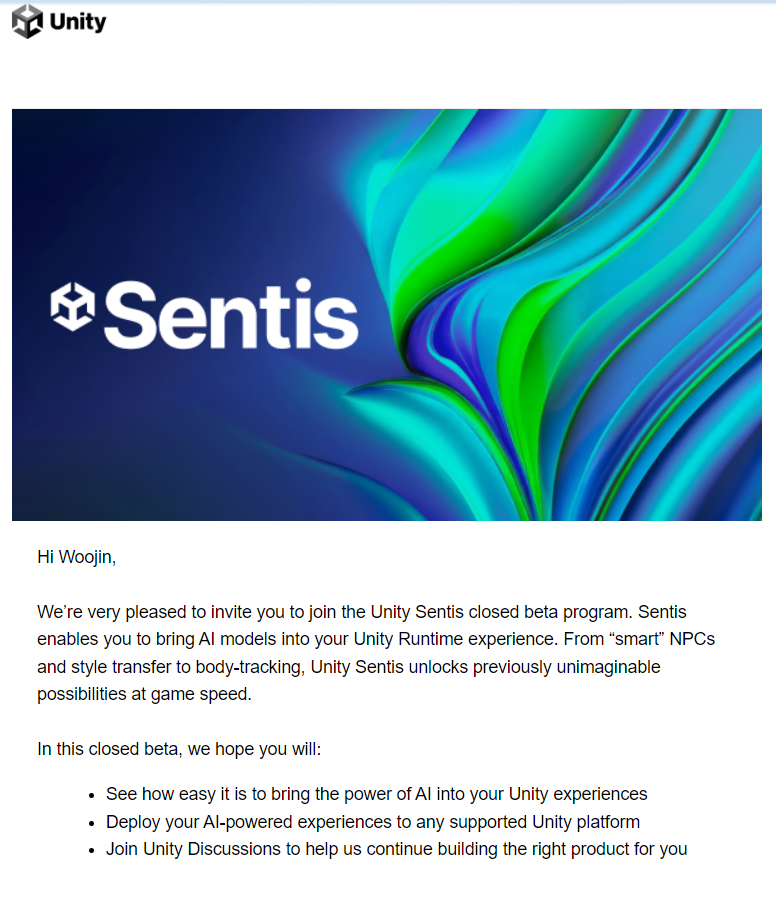 Unity
Sentis
Hi Woojin,
We’re very pleased to invite you to join the Unity Sentis closed beta program. Sentis
enables you to bring AI models into your Unity Runtime experience. From “smart” NPCs
and style transfer to body-tracking, Unity Sentis unlocks previously unimaginable
possibilities at game speed.
In this closed beta, we hope you will:
• See how easy it is to bring the power of AI into your Unity experiences
• Deploy your AI-powered experiences to any supported Unity platform
• Join Unity Discussions to help us continue building the right product for you